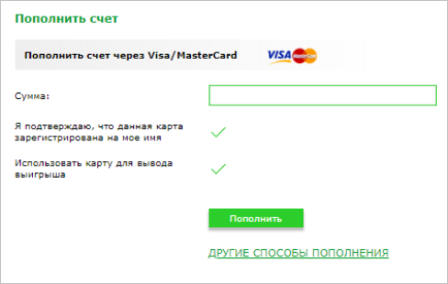 Пополнить счет
Пополнить счет через Visa/MasterCard VISA MasterCard
Сумма:
Я подтверждаю, что данная карта
зарегистрирована на мое имя
Использовать карту для вывода
выигрыша
Пополнить
ДРУГИЕ СПОСОБЫ ПОПОЛНЕНИЯ